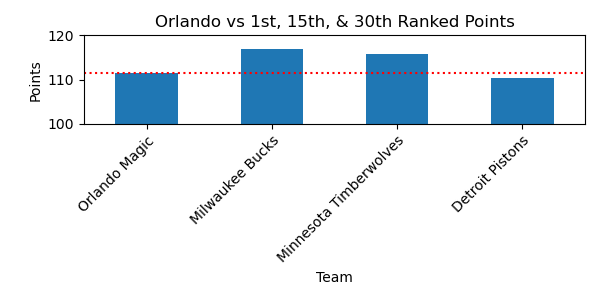 Orlando vs 1st, 15th, & 30th Ranked Points
120
110
100
Points
Orlando Magic
Milwaukee Bucks
Minnesota Timberwolves
Detroit Pistons
Team